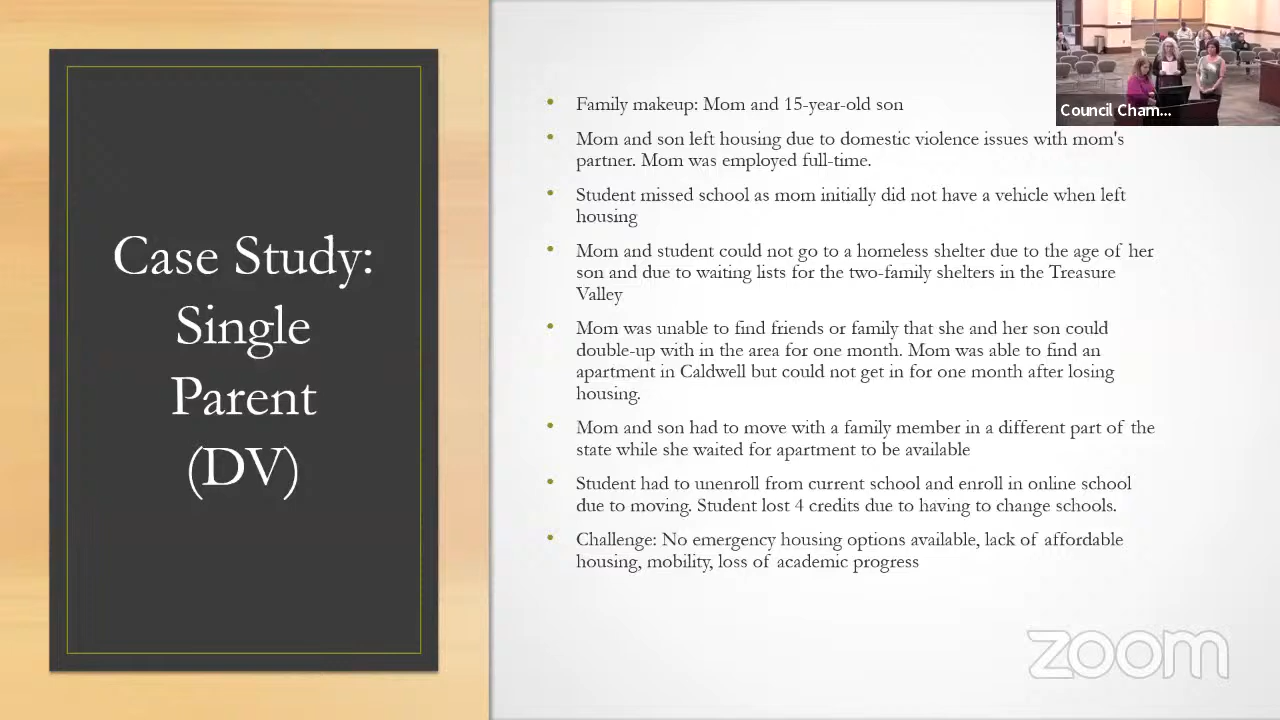 Case Study:
Single
Parent
(DV)
Family makeup: Mom and 15-year-old son
Mom and son left housing due to domestic violence issues with mom's
partner. Mom was employed full-time.
Student missed school as mom initially did not have a vehicle when left
housing
Mom and student could not go to a homeless shelter due to the age of her
son and due to waiting lists for the two-family shelters in the Treasure
Valley
Mom was unable to find friends or family that she and her son could
double-up with in the area for one month. Mom was able to find an
apartment in Caldwell but could not get in for one month after losing
housing.
Mom and son had to move with a family member in a different part of the
state while she waited for apartment to be available
Student had to unenroll from current school and enroll in online school
due to moving. Student lost 4 credits due to having to change schools.
Challenge: No emergency housing options available, lack of affordable
housing, mobility, loss of academic progress
Council Cham...
zoom